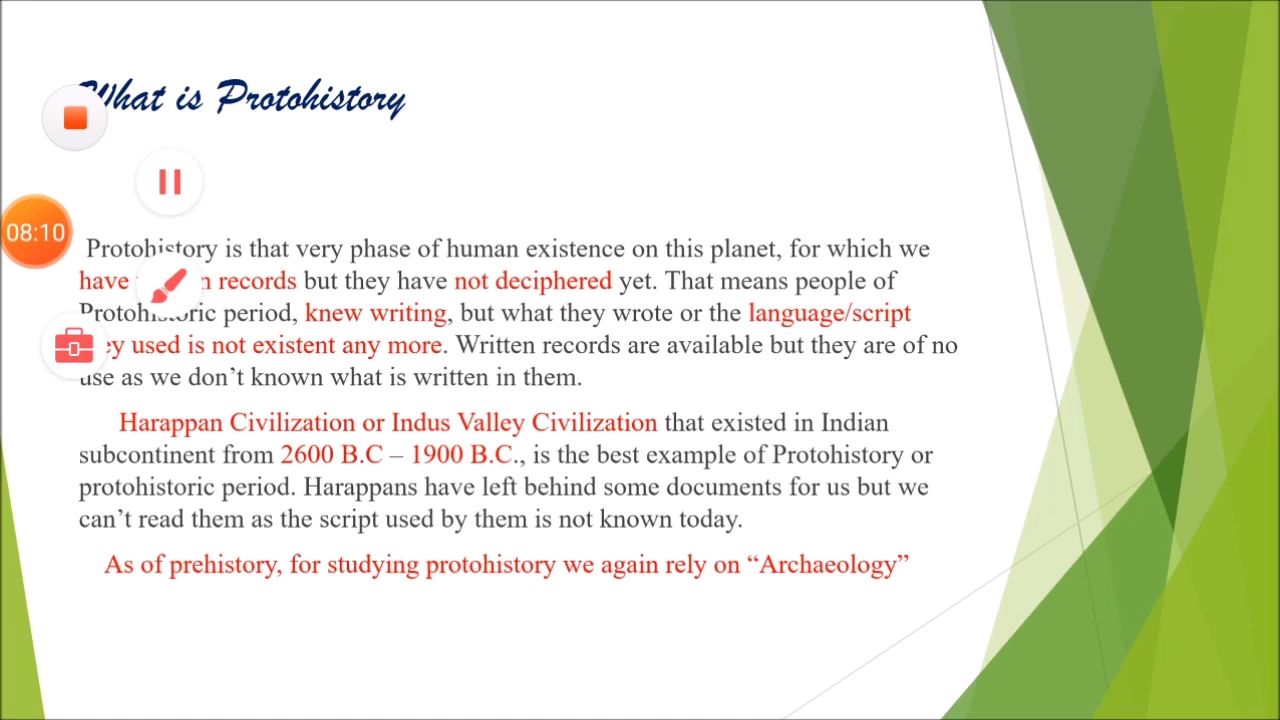 What is Protohistory
08:10
Protohistory is that very phase of human existence on this planet, for which we
have records but they have not deciphered yet. That means people of
Protohistoric period, knew writing, but what they wrote or the language/script
used is not existent any more. Written records are available but they are of no
use as we don’t known what is written in them.
Harappan Civilization or Indus Valley Civilization that existed in Indian
subcontinent from 2600 B.C – 1900 B.C., is the best example of Protohistory or
protohistoric period. Harappans have left behind some documents for us but we
can’t read them as the script used by them is not known today.
As of prehistory, for studying protohistory we again rely on “Archaeology”